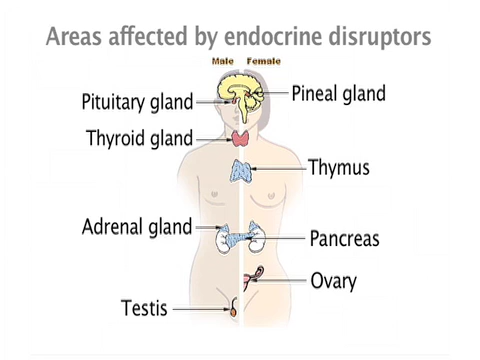 Areas affected by endocrine disruptors
Male Female
Pituitary gland
Pineal gland
Thyroid gland
Thymus
Adrenal gland
Pancreas
Ovary
Testis